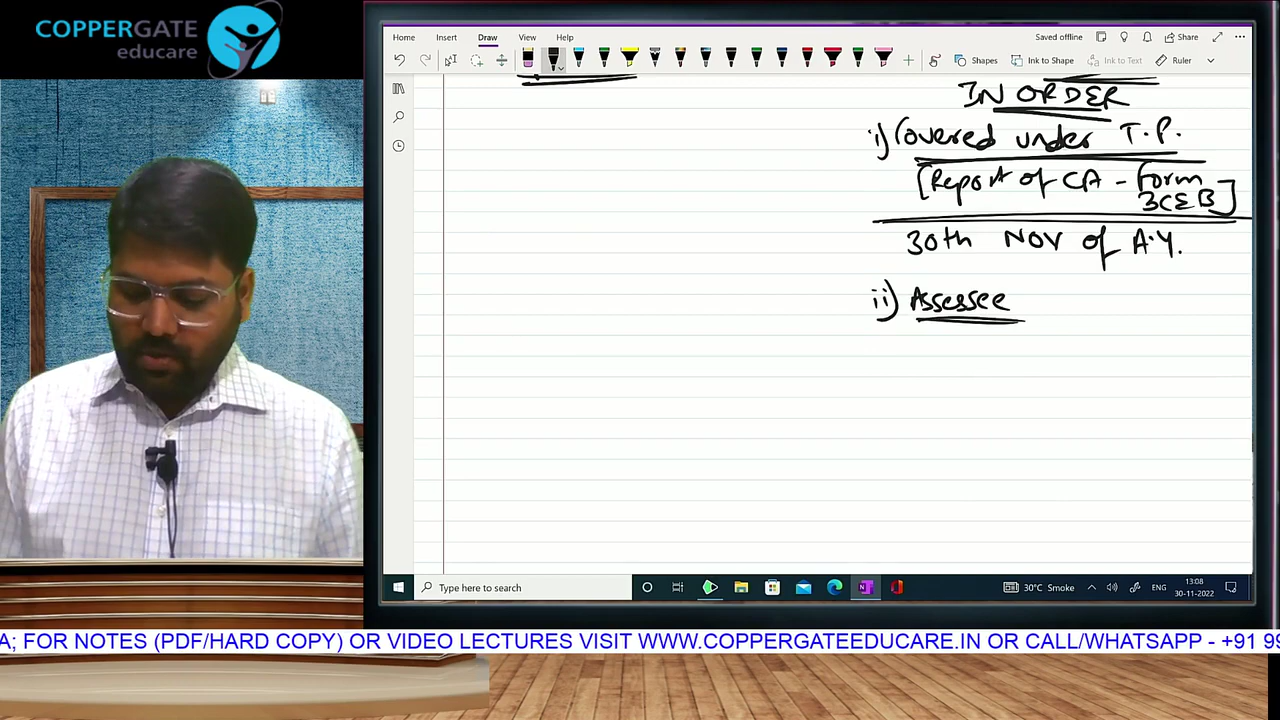 COPPERGATE
educare
Home Insert Draw View Help
Saved offline
Share
Shapes
Ink to Shape
Ink to Text
Ruler
IN ORDER
i) Covered under T.P.
[Report of CA - Form
3CEB]
30th NOV of A.Y.
ii) Assessee
Type here to search
30°C Smoke
ENG
13:08
30-11-2022
A; FOR NOTES (PDF/HARD COPY) OR VIDEO LECTURES VISIT WWW.COPPERGATEEDUCARE.IN OR CALL/WHATSAPP - +91 99